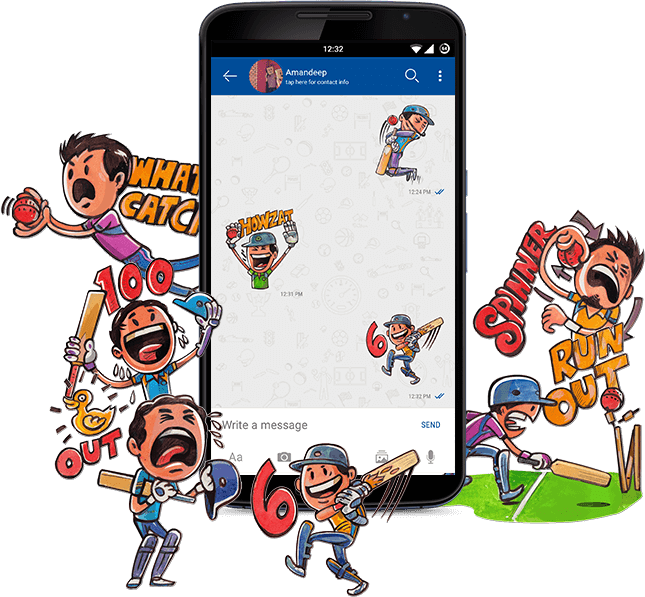 12:32
Amandeep
tap here for contact info
12:24 PM
HOWZAT
12:31 PM
6
12:32 PM
Write a message
SEND
Aa
WHAT
CATCH
100
OUT
6
SPINNER
RUN
OUT